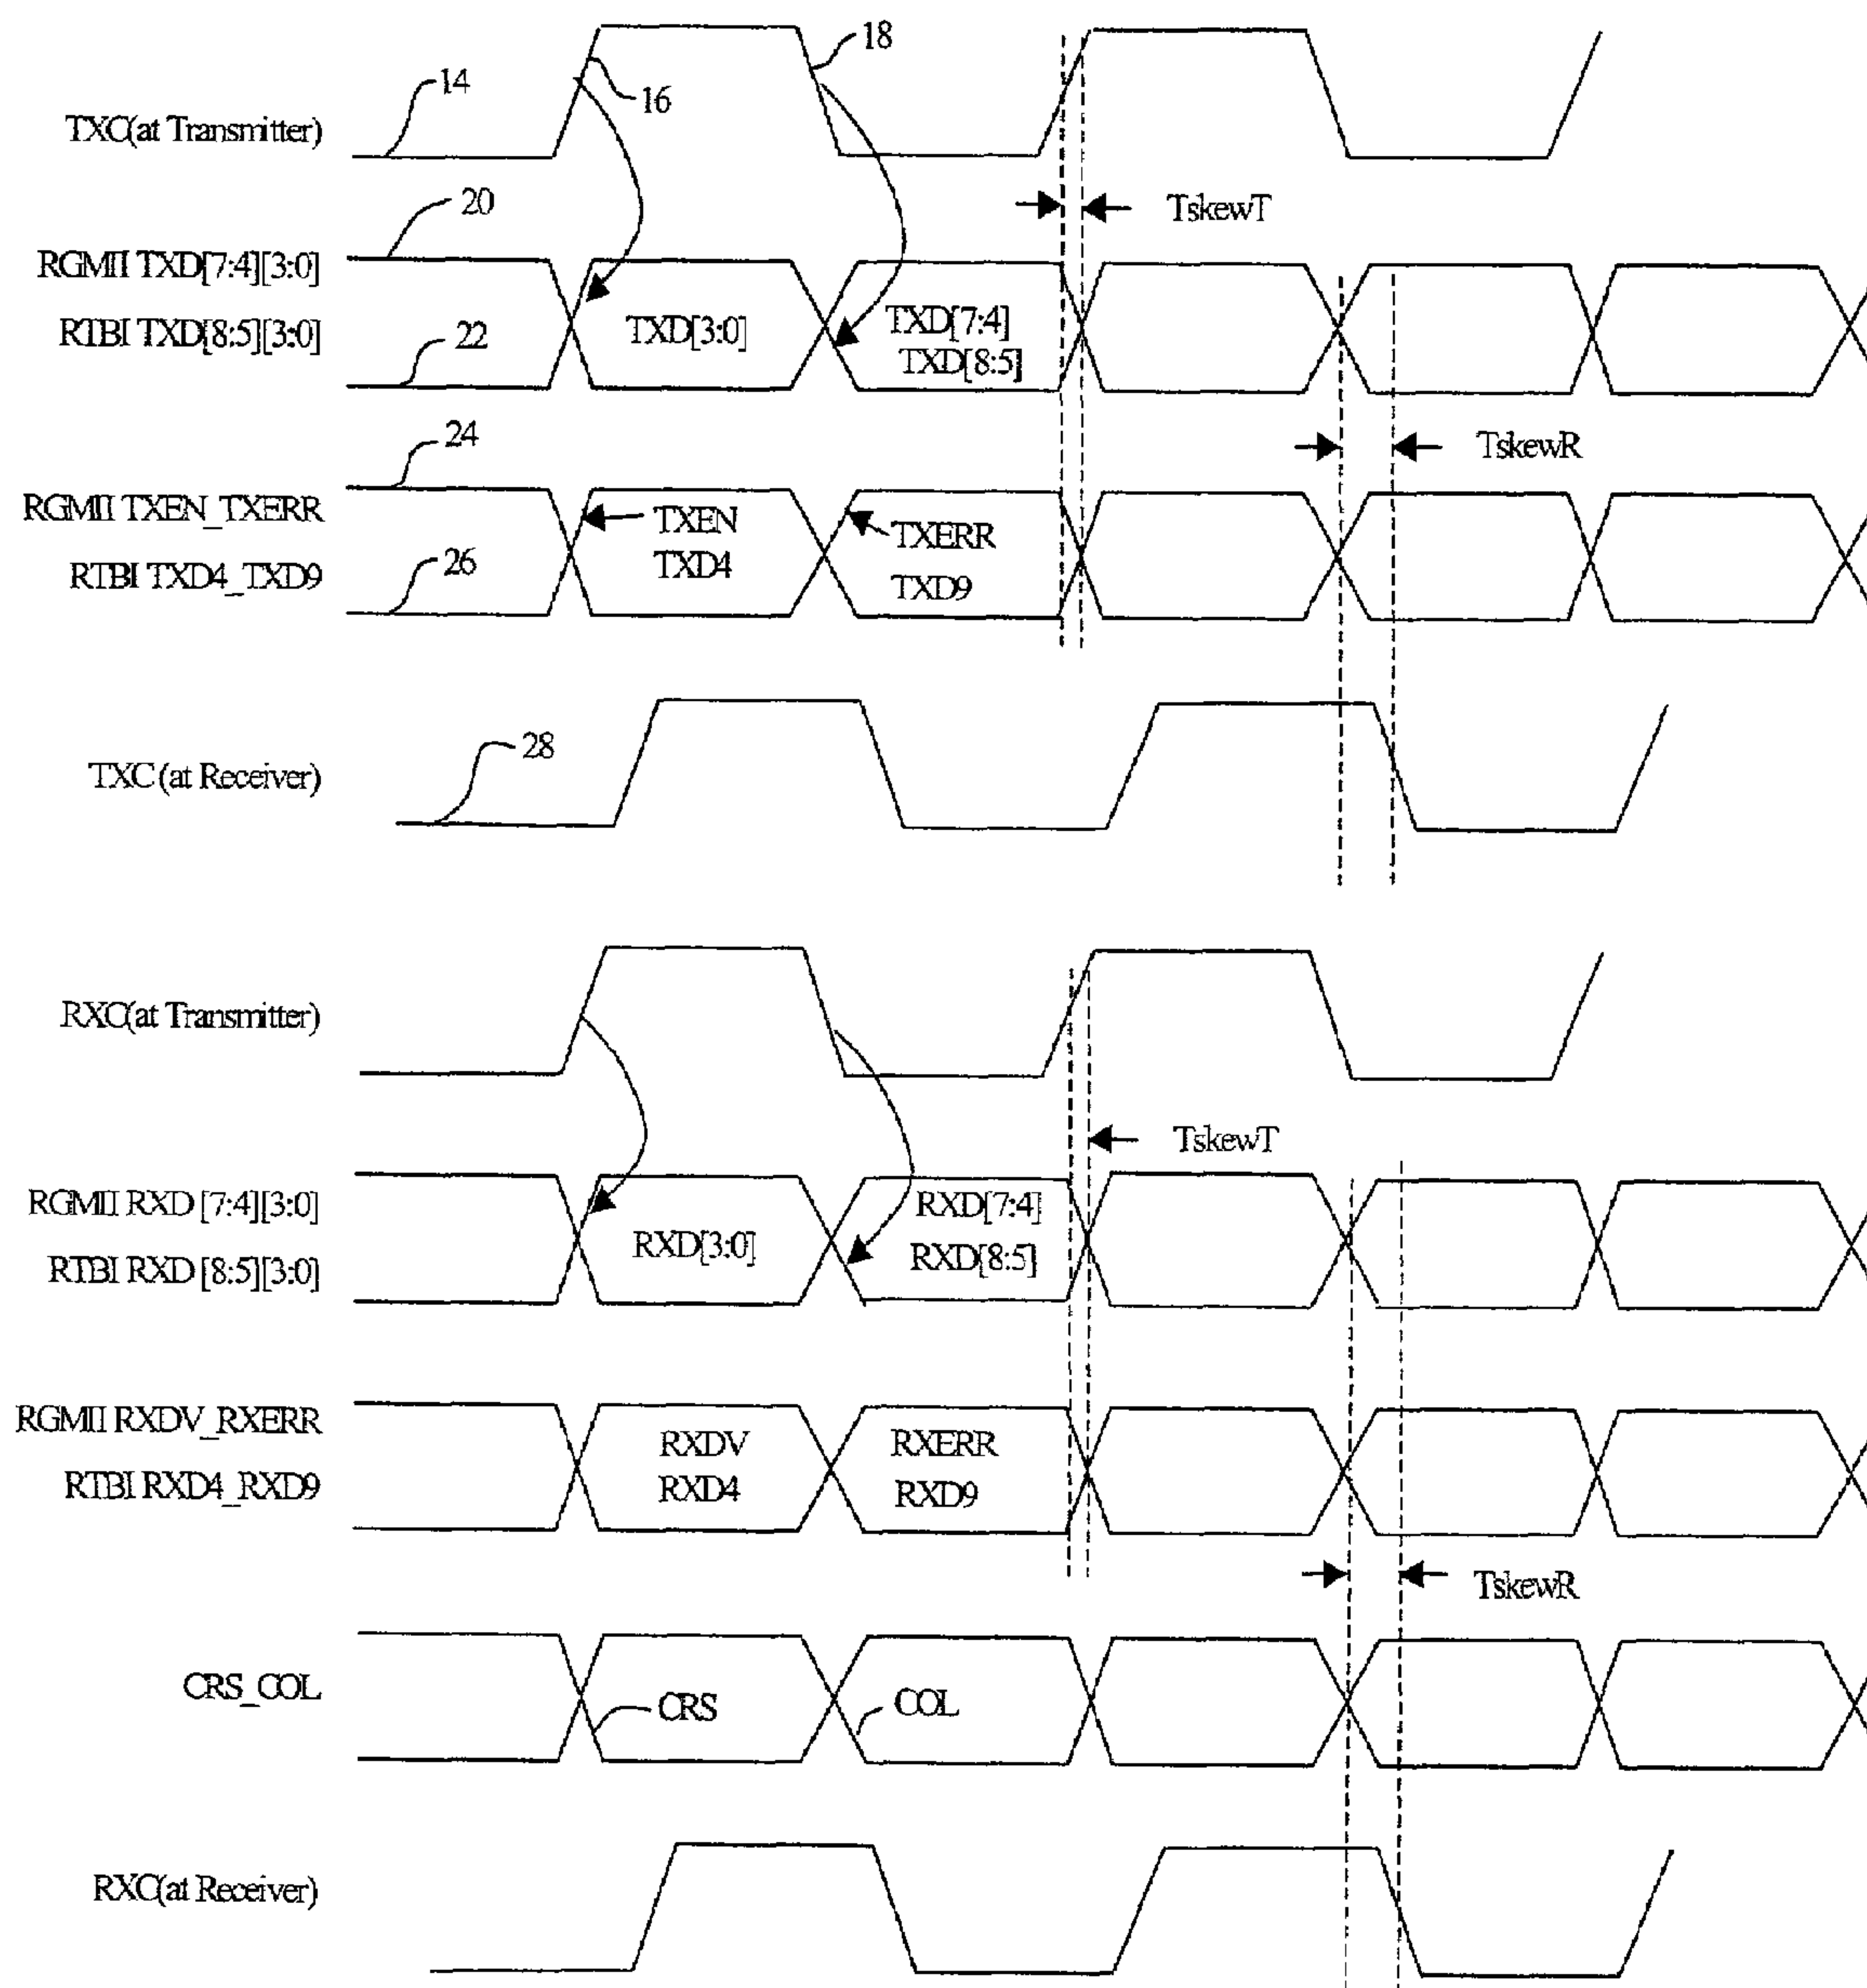 14
16
18
TXC(at Transmitter)
TskewT
20
RGMII TXD[7:4][3:0]
RTBI TXD[8:5][3:0]
22
TXD[3:0]
TXD[7:4]
TXD[8:5]
24
TskewR
RGMII TXEN_TXERR
RTBI TXD4_TXD9
26
TXEN
TXD4
TXERR
TXD9
28
TXC (at Receiver)
RXC(at Transmitter)
TskewT
RGMII RXD [7:4][3:0]
RTBI RXD [8:5][3:0]
RXD[3:0]
RXD[7:4]
RXD[8:5]
RGMII RXDV_RXERR
RTBI RXD4_RXD9
RXDV
RXD4
RXERR
RXD9
TskewR
CRS_COL
CRS
COL
RXC(at Receiver)